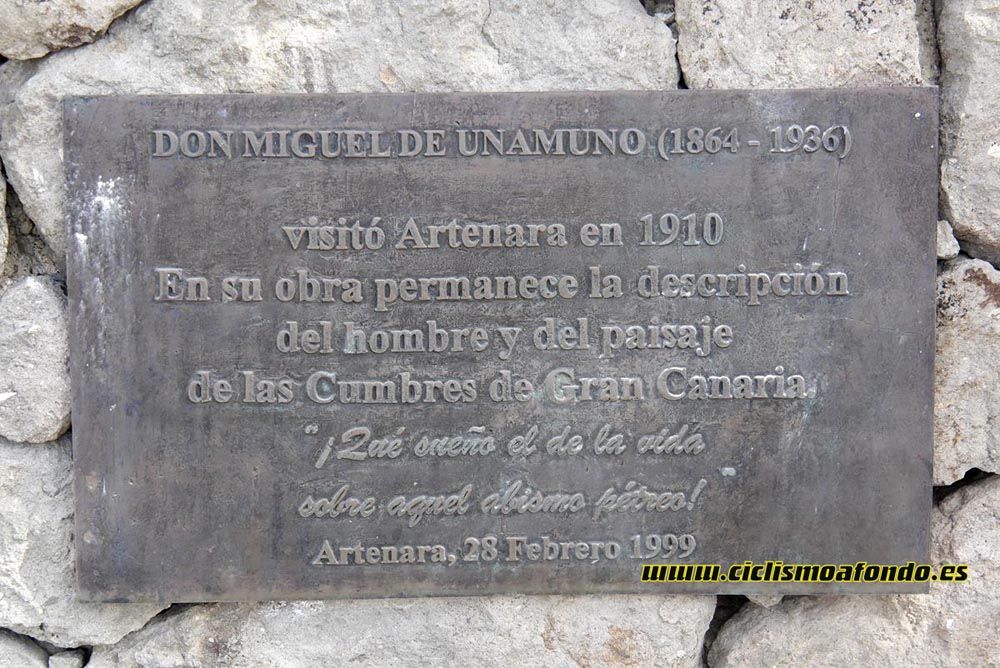 DON MIGUEL DE UNAMUNO (1864 - 1936)
visitó Artenara en 1910
En su obra permanece la descripción
del hombre y del paisaje
de las Cumbres de Gran Canaria.
"¡Qué sueño el de la vida
sobre aquel abismo pétreo!"
Artenara, 28 Febrero 1999
www.ciclismoafondo.es